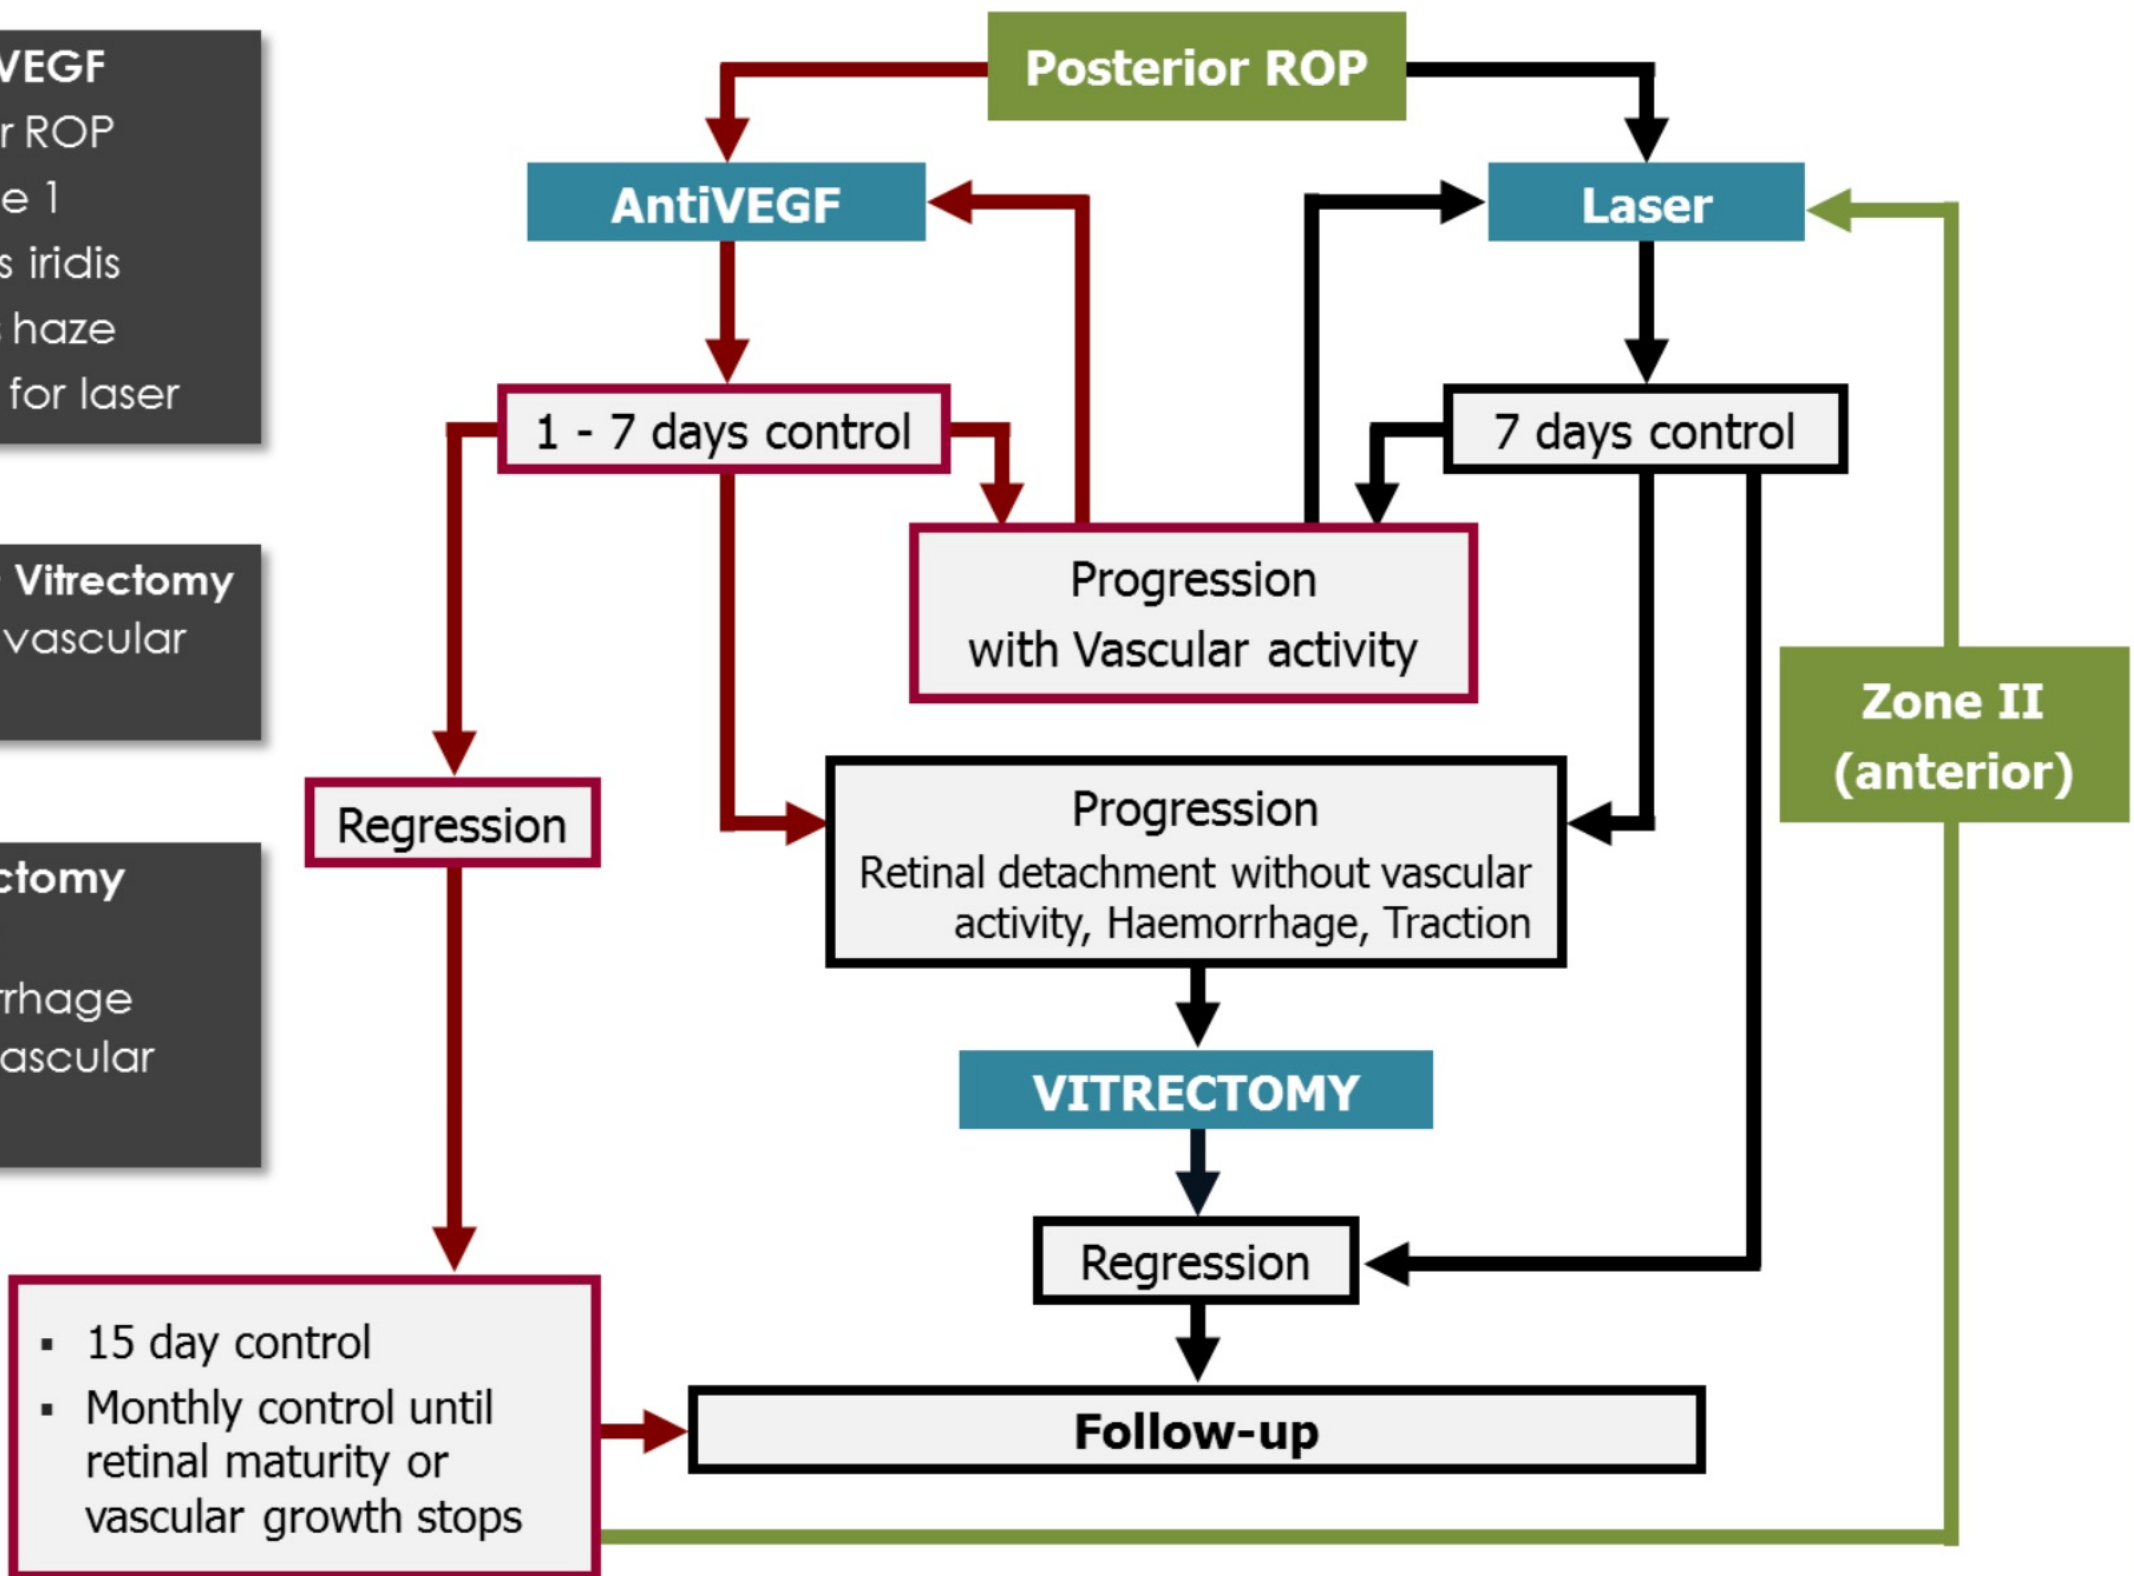 VEGF
r ROP
e 1
s iridis
haze
for laser
Vitrectomy
vascular
ctomy
rrhage
ascular
Posterior ROP
AntiVEGF
Laser
1 - 7 days control
7 days control
Progression
with Vascular activity
Zone II
(anterior)
Regression
Progression
Retinal detachment without vascular
activity, Haemorrhage, Traction
VITRECTOMY
Regression
▪ 15 day control
▪ Monthly control until
retinal maturity or
vascular growth stops
Follow-up